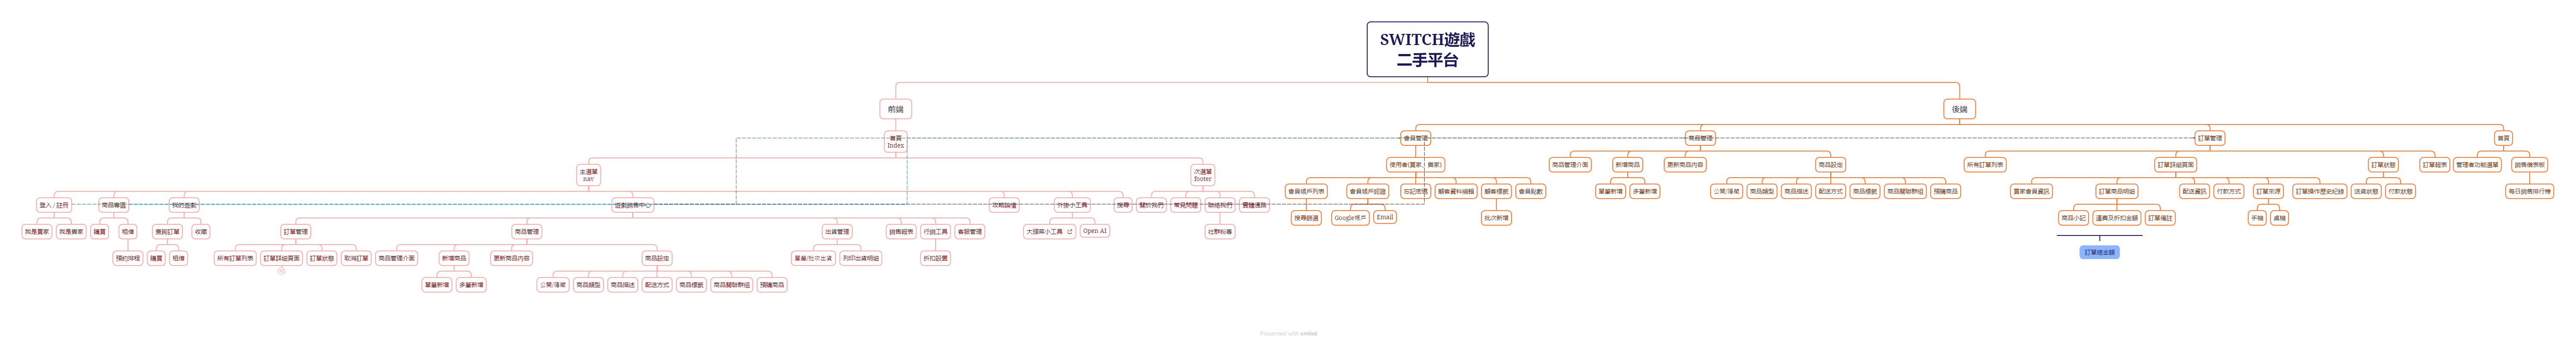 SWITCH遊戲
二手平台
前端
後端
首頁
Index
會員管理
商品管理
訂單管理
首頁
主選單
nav
次選單
footer
使用者(買家、賣家)
商品管理介面
新增商品
更新商品內容
商品設定
所有訂單列表
訂單詳細頁面
訂單狀態
訂單報表
管理者功能選單
銷售儀表板
會員帳戶列表
會員帳戶認證
忘記密碼
顧客資料編輯
顧客標籤
會員點數
單筆新增
多筆新增
公開/隱藏
商品類型
商品描述
配送方式
商品標籤
商品關聯群組
預購商品
買家會員資訊
訂單商品明細
配送資訊
付款方式
訂單來源
訂單操作歷史紀錄
送貨狀態
付款狀態
每日銷售排行榜
登入 / 註冊
商品專區
我的遊戲
遊戲銷售中心
攻略論壇
外掛小工具
搜尋
關於我們
常見問題
聯絡我們
實體通路
搜尋篩選
Google帳戶
Email
批次新增
商品小記
運費及折扣金額
訂單備註
手機
桌機
我是買家
我是賣家
購買
租借
查詢訂單
收藏
訂單管理
商品管理
出貨管理
銷售報表
行銷工具
客服管理
大頭菜小工具
Open AI
社群粉專
訂單總金額
預約排程
購買
租借
所有訂單列表
訂單詳細頁面
訂單狀態
取消訂單
商品管理介面
新增商品
更新商品內容
商品設定
單筆/批次出貨
列印出貨明細
折扣設置
單筆新增
多筆新增
公開/隱藏
商品類型
商品描述
配送方式
商品標籤
商品關聯群組
預購商品
Presented with xmind